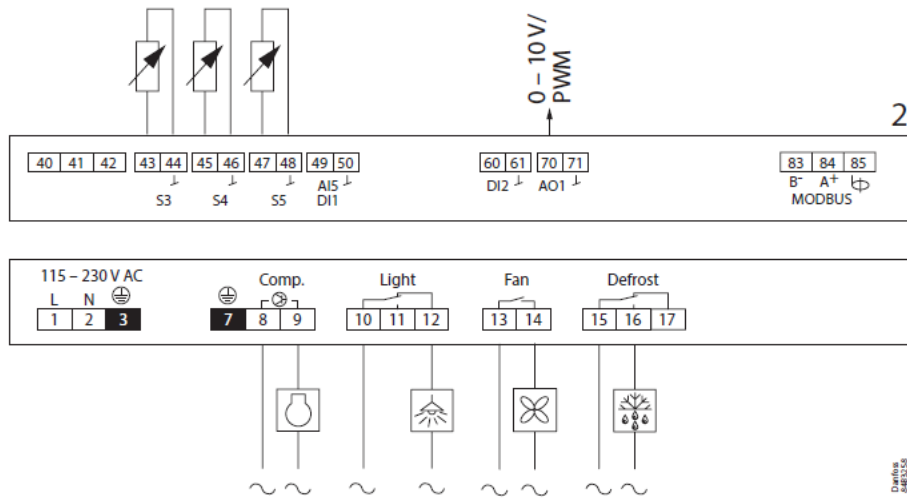 0 – 10 V/
PWM
2
40 41 42 43 44 45 46 47 48 49 50 60 61 70 71 83 84 85
S3 S4 S5 AI5 DI2 AO1 B- A+
DI1 MODBUS
115 – 230 V AC Comp. Light Fan Defrost
L N
1 2 3 7 8 9 10 11 12 13 14 15 16 17
Danfoss
84B3258